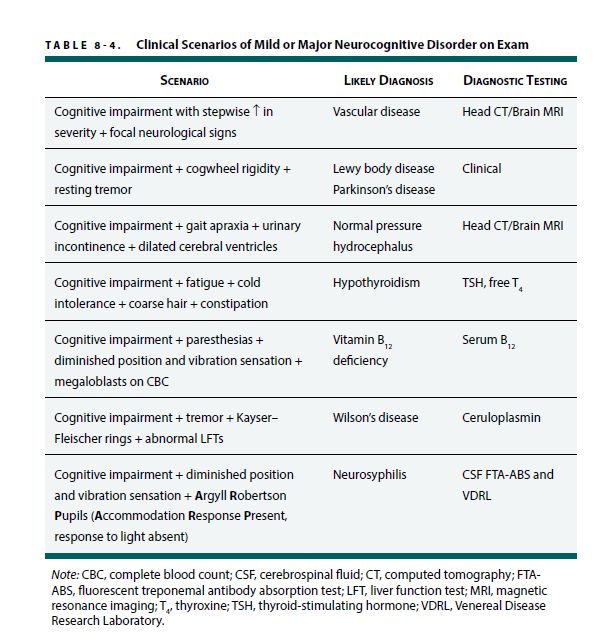 TABLE 8-4. Clinical Scenarios of Mild or Major Neurocognitive Disorder on Exam
SCENARIO LIKELY DIAGNOSIS DIAGNOSTIC TESTING
Cognitive impairment with stepwise ↑ in Vascular disease Head CT/Brain MRI
severity + focal neurological signs
Cognitive impairment + cogwheel rigidity + Lewy body disease Clinical
resting tremor Parkinson's disease
Cognitive impairment + gait apraxia + urinary Normal pressure Head CT/Brain MRI
incontinence + dilated cerebral ventricles hydrocephalus
Cognitive impairment + fatigue + cold Hypothyroidism TSH, free T4
intolerance + coarse hair + constipation
Cognitive impairment + paresthesias + Vitamin B12 Serum B12
diminished position and vibration sensation + deficiency
megaloblasts on CBC
Cognitive impairment + tremor + Kayser– Wilson's disease Ceruloplasmin
Fleischer rings + abnormal LFTs
Cognitive impairment + diminished position Neurosyphilis CSF FTA-ABS and
and vibration sensation + Argyll Robertson VDRL
Pupils (Accommodation Response Present,
response to light absent)
Note: CBC, complete blood count; CSF, cerebrospinal fluid; CT, computed tomography; FTA-
ABS, fluorescent treponemal antibody absorption test; LFT, liver function test; MRI, magnetic
resonance imaging; T4, thyroxine; TSH, thyroid-stimulating hormone; VDRL, Venereal Disease
Research Laboratory.